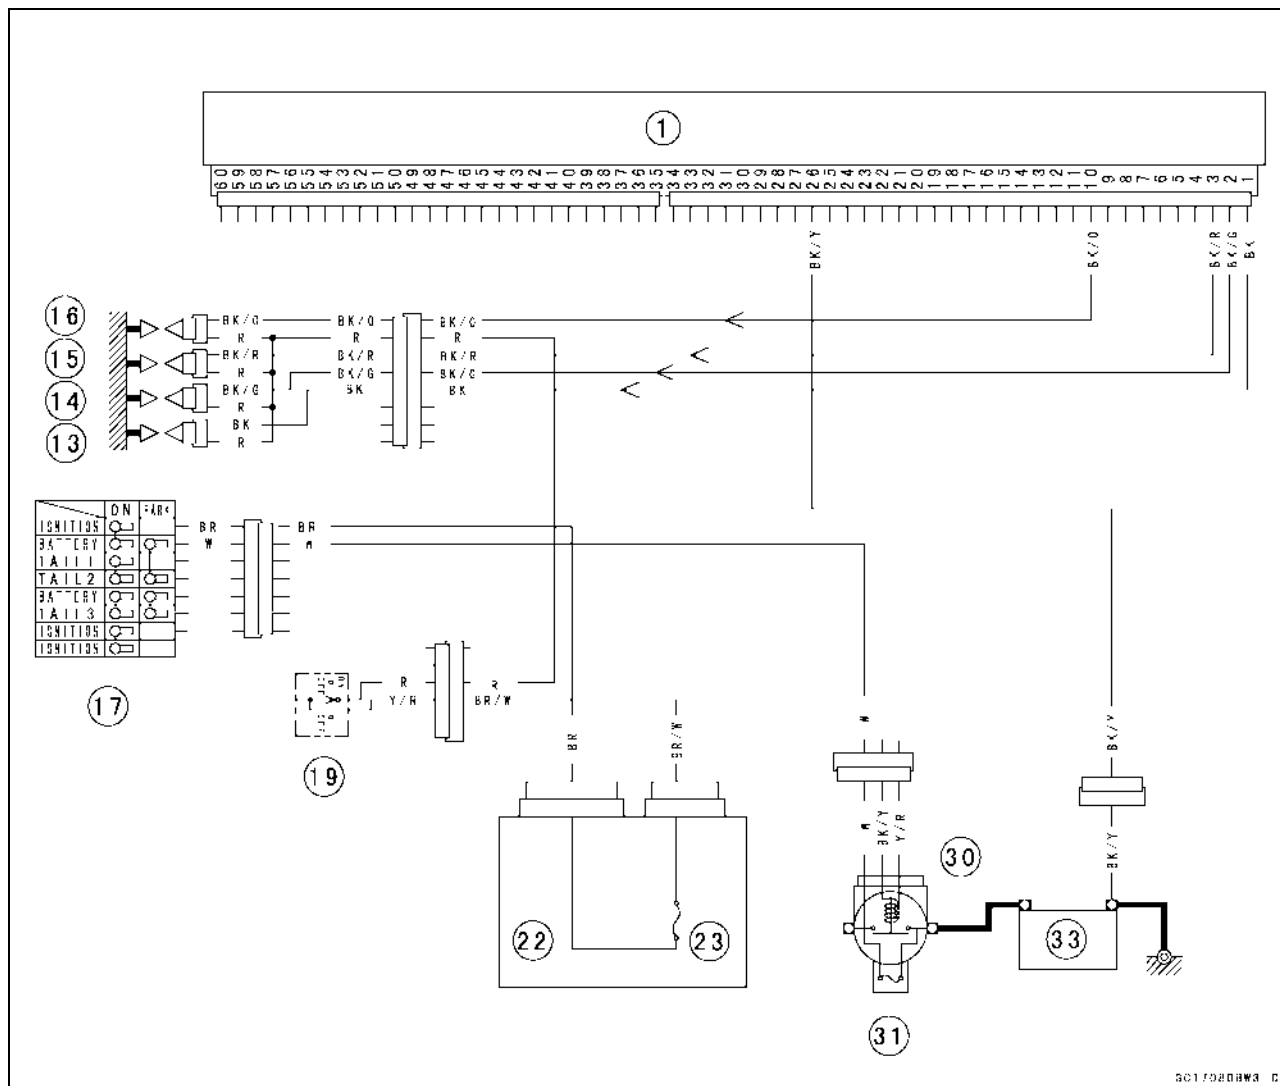 1
60 59 58 57 56 55 54 53 52 51 50 49 48 47 46 45 44 43 42 41 40 39 38 37 36 35 34 33 32 31 30 29 28 27 26 25 24 23 22 21 20 19 18 17 16 15 14 13 12 11 10 9 8 7 6 5 4 3 2 1
BK/Y
BK/O
BK/R
BK/G
BK
16
15
14
13
BK/O BK/O BK/O
R R R
BK/R BK/R BK/R
R BK/G BK/G
BK/G BK BK
R
BK
R
ON PARK
IGNITION BR BR
BATTERY W W
TAIL1
TAIL2
BATTERY
TAIL3
IGNITION
IGNITION
17
R R
Y/R BR/W
19
BR
BR/W
W
BK/Y
W
BK/Y
Y/R
BK/Y
30
22
23
33
31